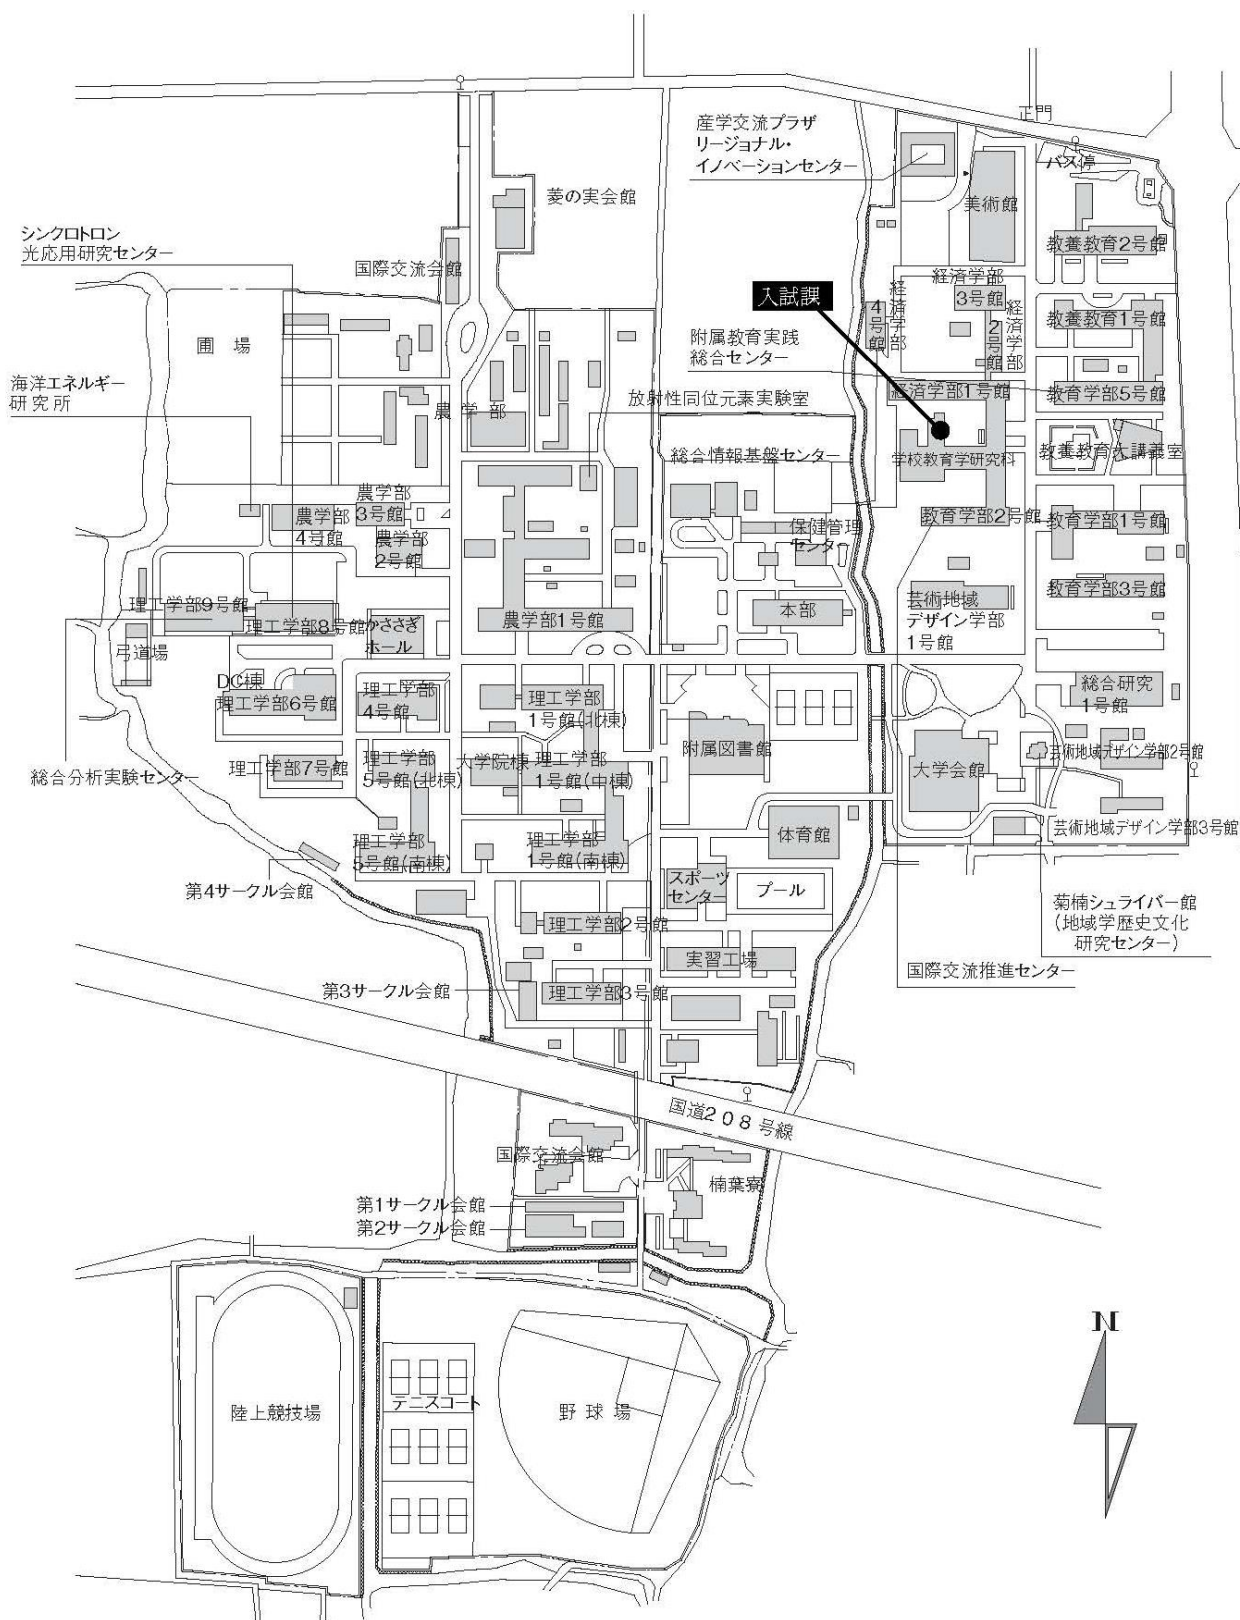 正門
バス停
産学交流プラザ
リージョナル・
イノベーションセンター
美術館
菱の実会館
教養教育2号館
シンクロトロン
光応用研究センター
国際交流会館
経済学部
3号館
経済学部
4号館
経済学部
2号館
入試課
教養教育1号館
圃 場
附属教育実践
総合センター
海洋エネルギー
研究所
経済学部1号館
教育学部5号館
放射性同位元素実験室
農 学 部
総合情報基盤センター
学校教育学研究科
教養教育大講義室
農学部
3号館
農学部
4号館
農学部
2号館
保健管理
センター
教育学部2号館
教育学部1号館
教育学部3号館
理工学部9号館
理工学部8号館
かささぎ
ホール
農学部1号館
本部
芸術地域
デザイン学部
1号館
弓道場
DC棟
理工学部6号館
理工学部
4号館
理工学部
1号館(北棟)
総合研究
1号館
附属図書館
大学会館
芸術地域デザイン学部2号館
総合分析実験センター
理工学部7号館
理工学部
5号館(北棟)
大学院棟
理工学部
1号館(中棟)
体育館
芸術地域デザイン学部3号館
理工学部
5号館(南棟)
理工学部
1号館(南棟)
第4サークル会館
スポーツ
センター
プール
菊楠シュライバー館
(地域学歴史文化
研究センター)
理工学部2号館
実習工場
国際交流推進センター
第3サークル会館
理工学部3号館
国道208号線
国際交流会館
楠葉寮
第1サークル会館
第2サークル会館
N
陸上競技場
テニスコート
野 球 場